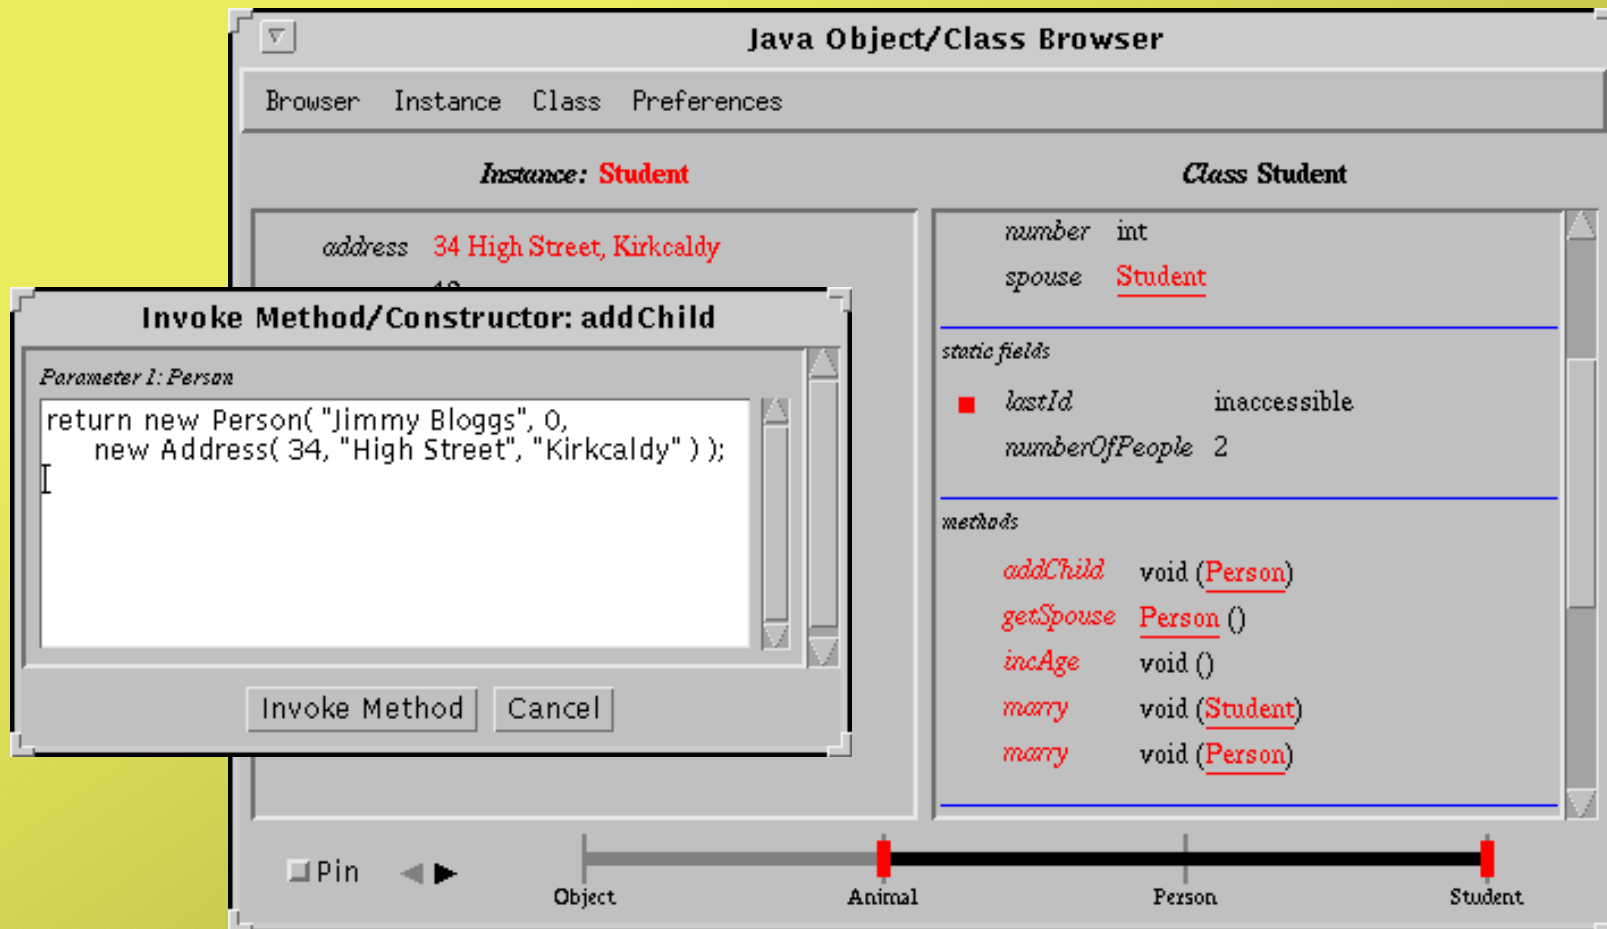 Java Object/Class Browser
Browser Instance Class Preferences
Instance: Student
address 34 High Street, Kirkcaldy
Class Student
number int
spouse Student
static fields
lastId inaccessible
numberOfPeople 2
methods
addChild void (Person)
getSpouse Person ()
incAge void ()
marry void (Student)
marry void (Person)
Invoke Method/Constructor: addChild
Parameter 1: Person
return new Person( "Jimmy Bloggs", 0,
new Address( 34, "High Street", "Kirkcaldy" ) );
Invoke Method Cancel
Pin
Object Animal Person Student